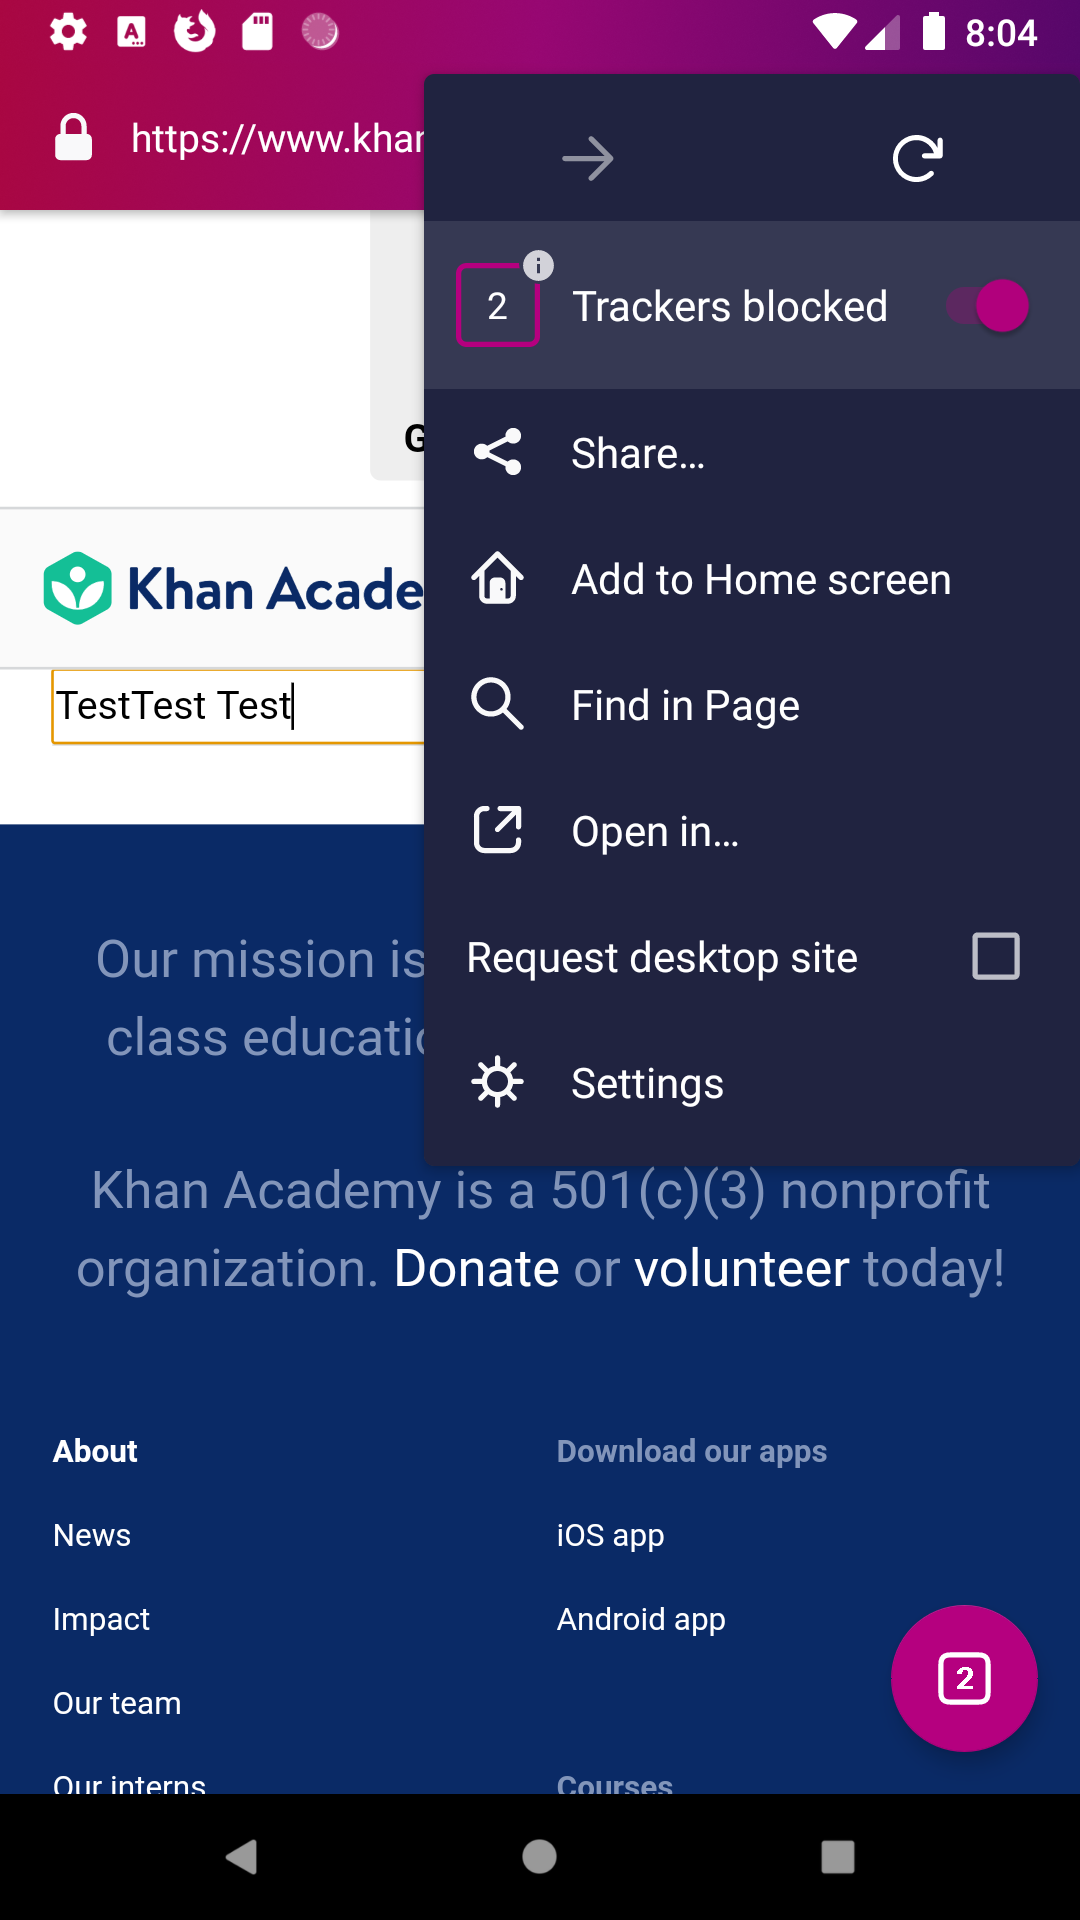 8:04
https://www.khan
2 Trackers blocked
Share...
G
Add to Home screen
Khan Acade
Find in Page
TestTest Test
Open in...
Our mission is
Request desktop site
class educatio
Settings
Khan Academy is a 501(c)(3) nonprofit
organization. Donate or volunteer today!
About
Download our apps
News
iOS app
Impact
Android app
2
Our team
Our interns
Courses